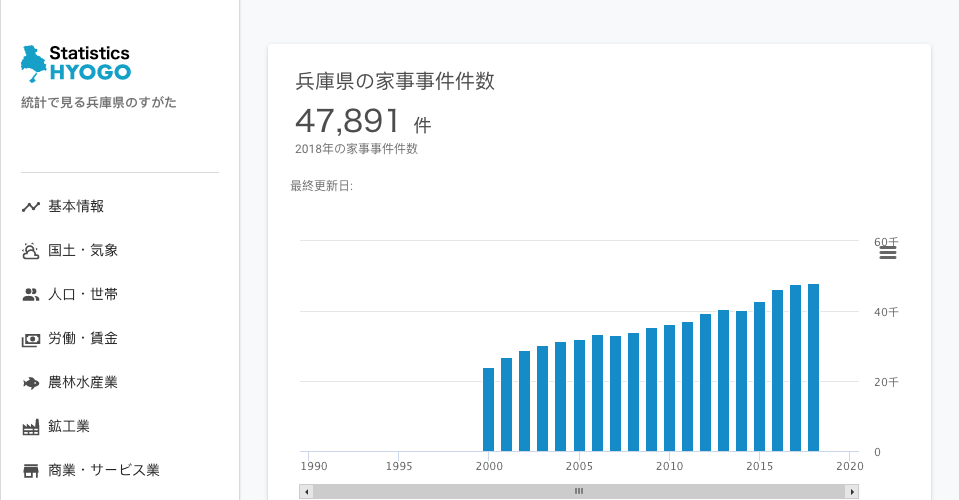 Statistics
HYOGO
統計で見る兵庫県のすがた
基本情報
国土・気象
人口・世帯
労働・賃金
農林水産業
鉱工業
商業・サービス業
兵庫県の家事事件件数
47,891 件
2018年の家事事件件数
最終更新日:
60千
40千
20千
0
1990 1995 2000 2005 2010 2015 2020